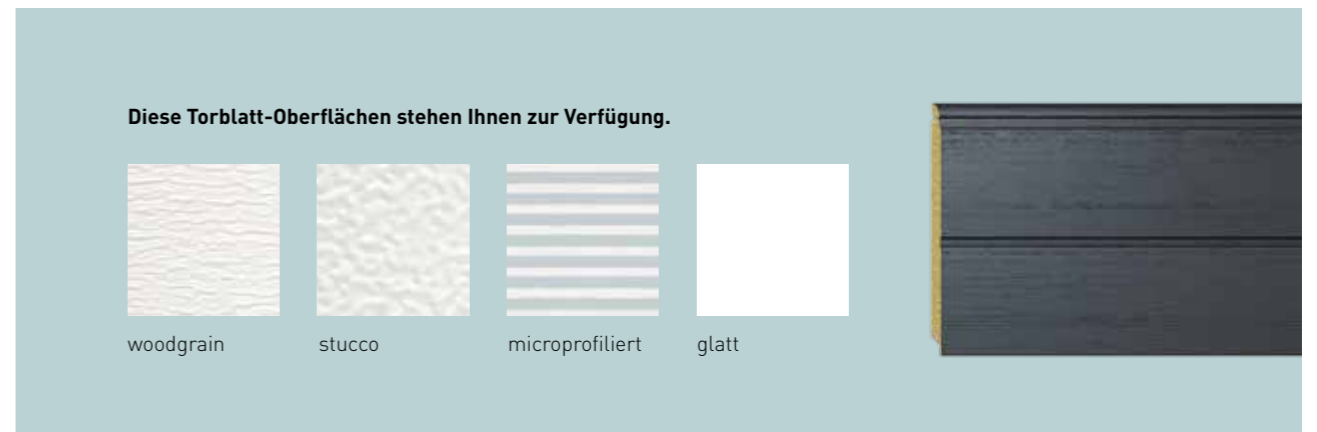 Diese Torblatt-Oberflächen stehen Ihnen zur Verfügung.
woodgrain
stucco
microprofiliert
glatt